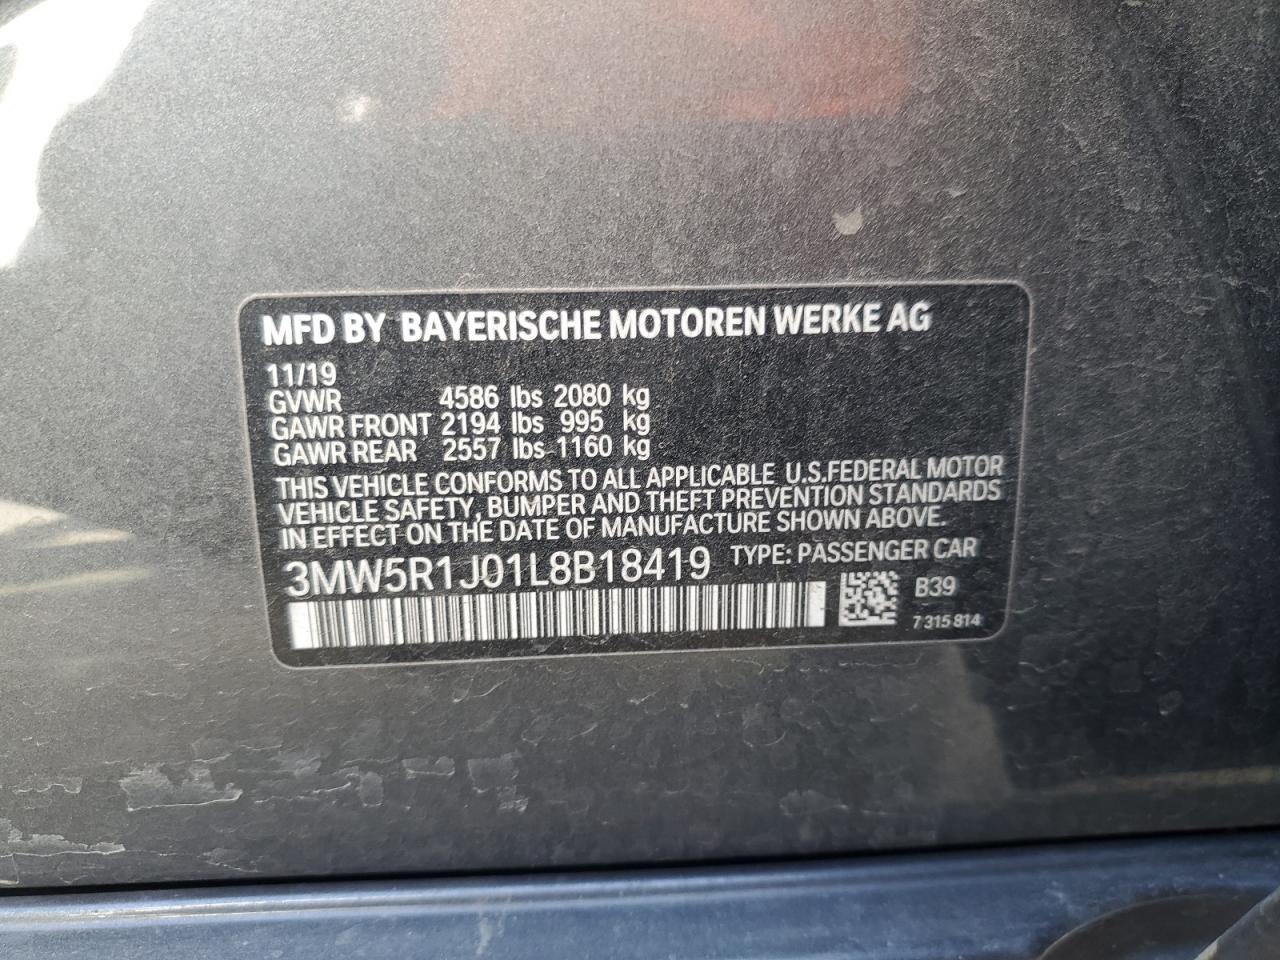 MFD BY BAYERISCHE MOTOREN WERKE AG
11/19
GVWR 4586 lbs 2080 kg
GAWR FRONT 2194 lbs 995 kg
GAWR REAR 2557 lbs 1160 kg
THIS VEHICLE CONFORMS TO ALL APPLICABLE U.S.FEDERAL MOTOR
VEHICLE SAFETY, BUMPER AND THEFT PREVENTION STANDARDS
IN EFFECT ON THE DATE OF MANUFACTURE SHOWN ABOVE.
3MW5R1J01L8B18419 TYPE: PASSENGER CAR
B39
7 315 814